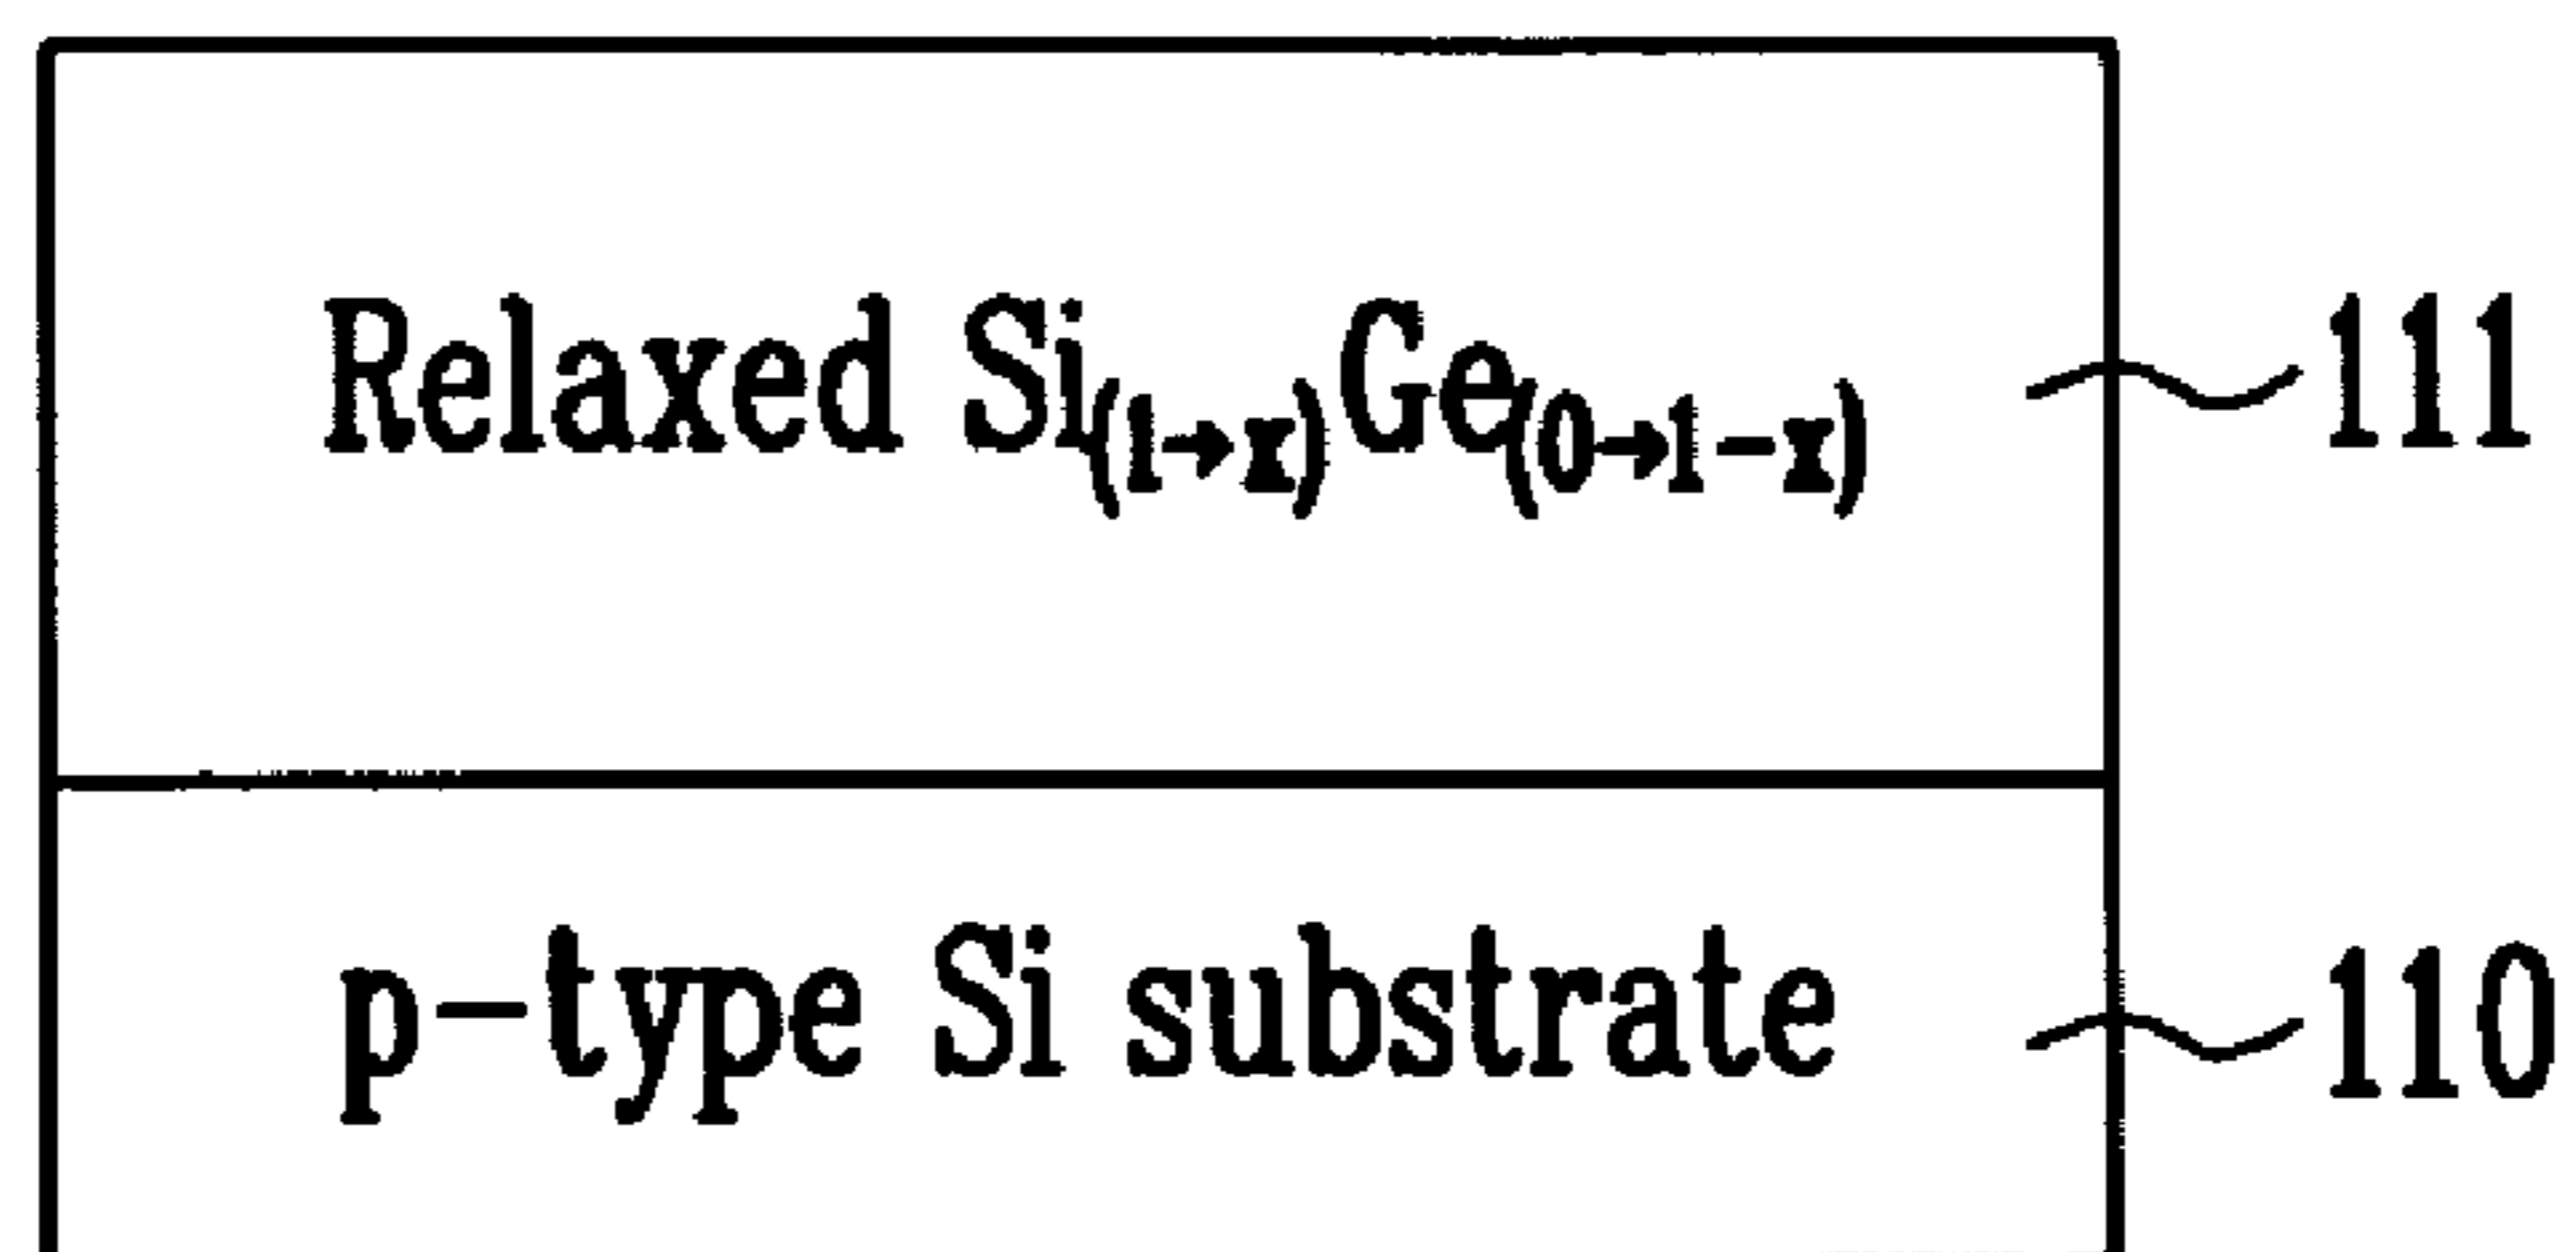 Relaxed Si(1→x)Ge(0→1-x) 111
p-type Si substrate 110